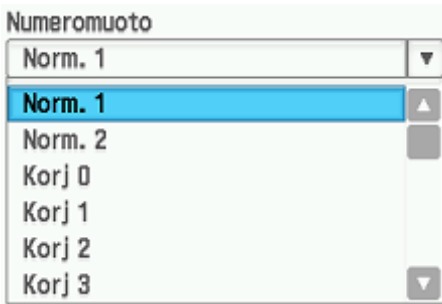 Numeromuoto
Norm. 1
Norm. 1
Norm. 2
Korj 0
Korj 1
Korj 2
Korj 3